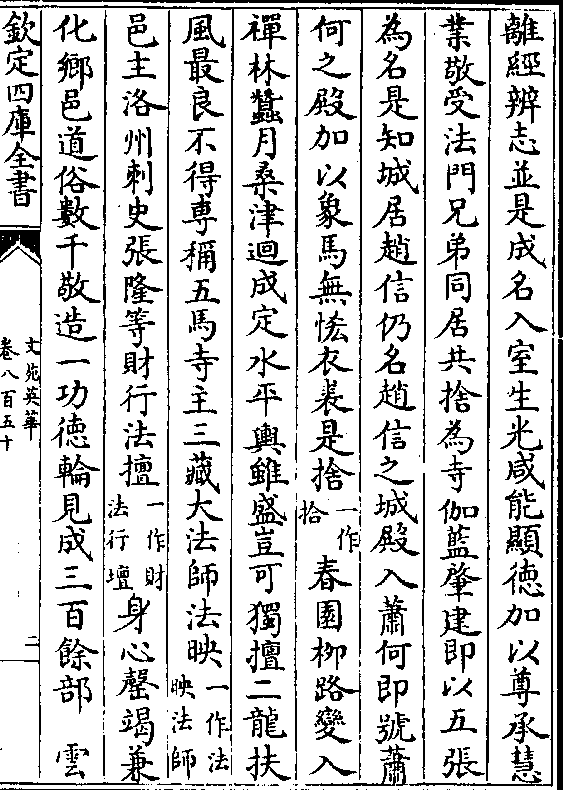 離經辨志並是成名入室生光咸能顯徳加以尊承慧
業敬受法門兄弟同居共捨為寺伽藍肇建即以五張
為名是知城居趙信仍名趙信之城殿入蕭何即號蕭
何之殿加以象馬無恡衣裘是捨一作拾春園柳路變入
禪林蠶月桑津迴成定水平輿雖盛豈可獨擅二龍扶
風最良不得専稱五馬寺主三藏大法師法映一作法映法師
邑主洛州刺史張隆等財行法擅一作財法行壇身心罄竭兼
化鄉邑道俗數千敬造一功徳輪見成三百餘部　雲
欽定四庫全書
文苑英華
卷八百五十
二